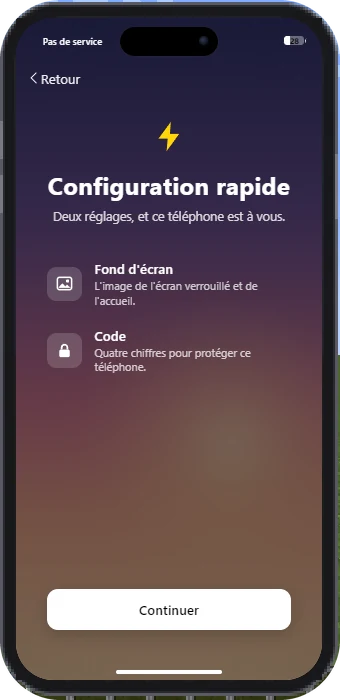 Pas de service
Retour
Configuration rapide
Deux réglages, et ce téléphone est à vous.
Fond d'écran
L'image de l'écran verrouillé et de
l'accueil.
Code
Quatre chiffres pour protéger ce
téléphone.
Continuer